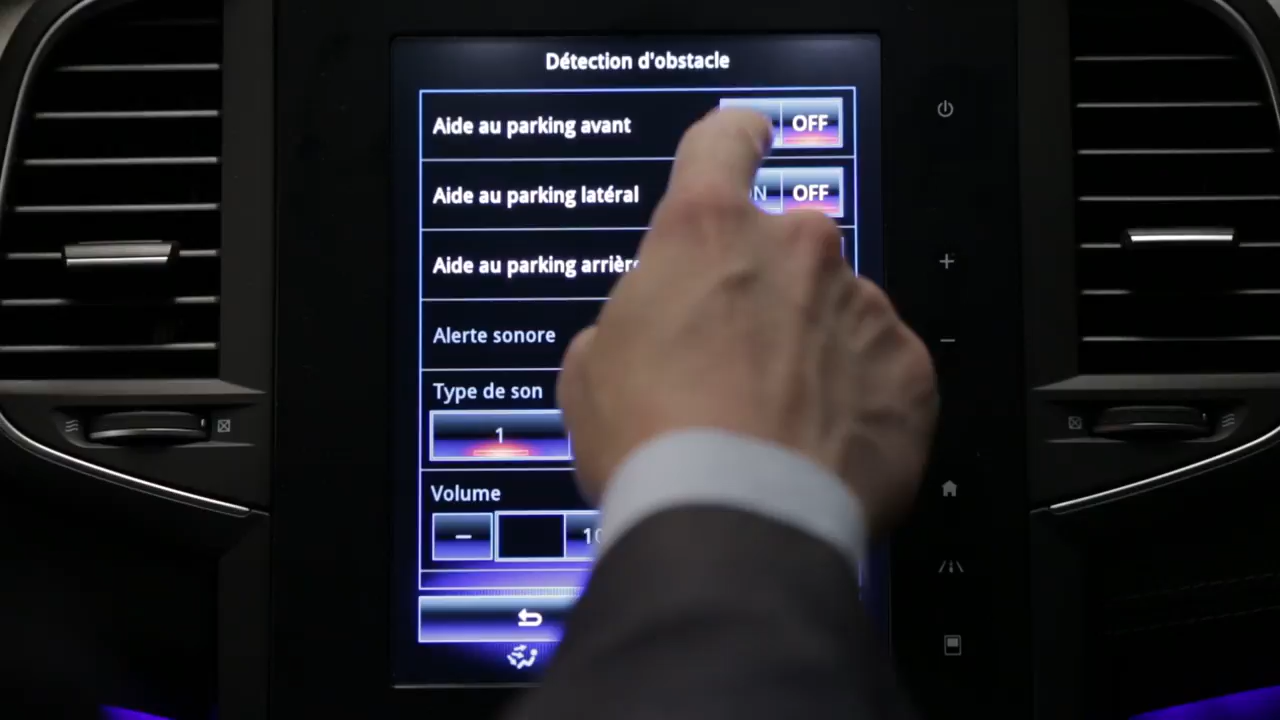 Détection d'obstacle
Aide au parking avant OFF
Aide au parking latéral OFF
Aide au parking arrière
Alerte sonore
Type de son
1
Volume